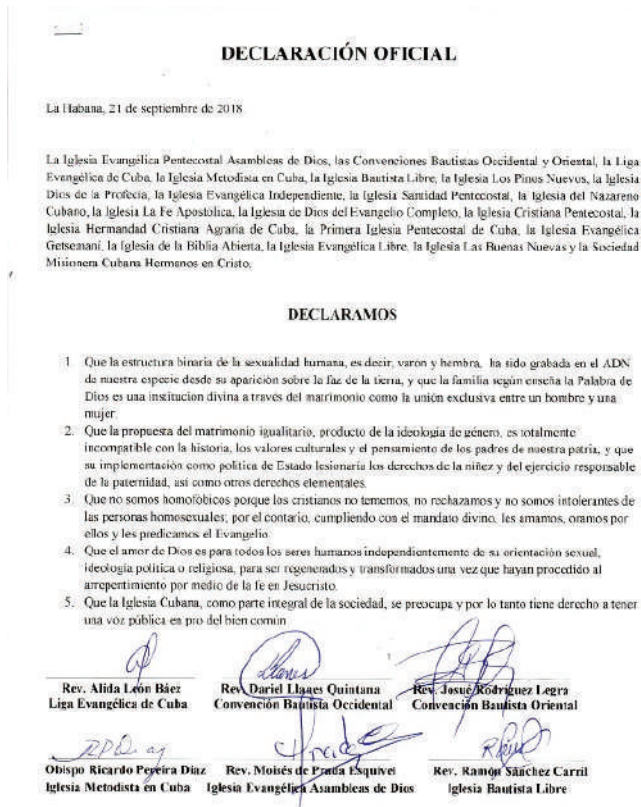 DECLARACIÓN OFICIAL
La Habana, 21 de septiembre de 2018
La Iglesia Evangélica Pentecostal Asambleas de Dios, las Convenciones Bautistas Occidental y Oriental, la Liga
Evangélica de Cuba, la Iglesia Metodista en Cuba, la Iglesia Bautista Libre, la Iglesia Los Pinos Nuevos, la Iglesia
Dios de la Profecía, la Iglesia Evangélica Independiente, la Iglesia Santidad Pentecostal, la Iglesia del Nazareno
Cubano, la Iglesia La Fe Apostólica, la Iglesia de Dios del Evangelio Completo, la Iglesia Cristiana Pentecostal, la
Iglesia Hermandad Cristiana Agraria de Cuba, la Primera Iglesia Pentecostal de Cuba, la Iglesia Evangélica
Getsemaní, la Iglesia de la Biblia Abierta, la Iglesia Evangélica Libre, la Iglesia Las Buenas Nuevas y la Sociedad
Misionera Cubana Hermanos en Cristo.
DECLARAMOS
1. Que la estructura binaria de la sexualidad humana, es decir, varón y hembra, ha sido grabada en el ADN
de nuestra especie desde su aparición sobre la faz de la tierra, y que la familia según enseña la Palabra de
Dios es una institucion divina a través del matrimonio como la unión exclusiva entre un hombre y una
mujer.
2. Que la propuesta del matrimonio igualitario, producto de la ideología de género, es totalmente
incompatible con la historia, los valores culturales y el pensamiento de los padres de nuestra patria, y que
su implementación como política de Estado lesionaría los derechos de la niñez y del ejercicio responsable
de la paternidad, así como otros derechos elementales.
3. Que no somos homofóbicos porque los cristianos no tememos, no rechazamos y no somos intolerantes de
las personas homosexuales; por el contario, cumpliendo con el mandato divino, les amamos, oramos por
ellos y les predicamos el Evangelio.
4. Que el amor de Dios es para todos los seres humanos independientemente de su orientación sexual,
ideología política o religiosa, para ser regenerados y transformados una vez que hayan procedido al
arrepentimiento por medio de la fe en Jesucristo.
5. Que la Iglesia Cubana, como parte integral de la sociedad, se preocupa y por lo tanto tiene derecho a tener
una voz pública en pro del bien común
Rev. Alida León Báez Rev. Dariel Llanes Quintana Rev. Josué Rodríguez Legra
Liga Evangélica de Cuba Convención Bautista Occidental Convención Bautista Oriental
Obispo Ricardo Pereira Díaz Rev. Moisés de Prada Esquivel Rev. Ramón Sánchez Carril
Iglesia Metodista en Cuba Iglesia Evangélica Asambleas de Dios Iglesia Bautista Libre